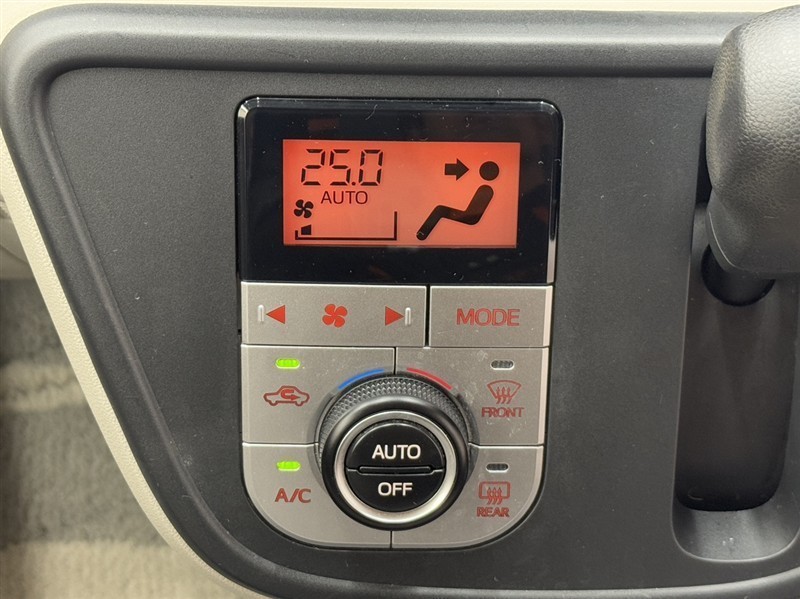 25.0
AUTO
MODE
FRONT
AUTO
OFF
A/C
REAR